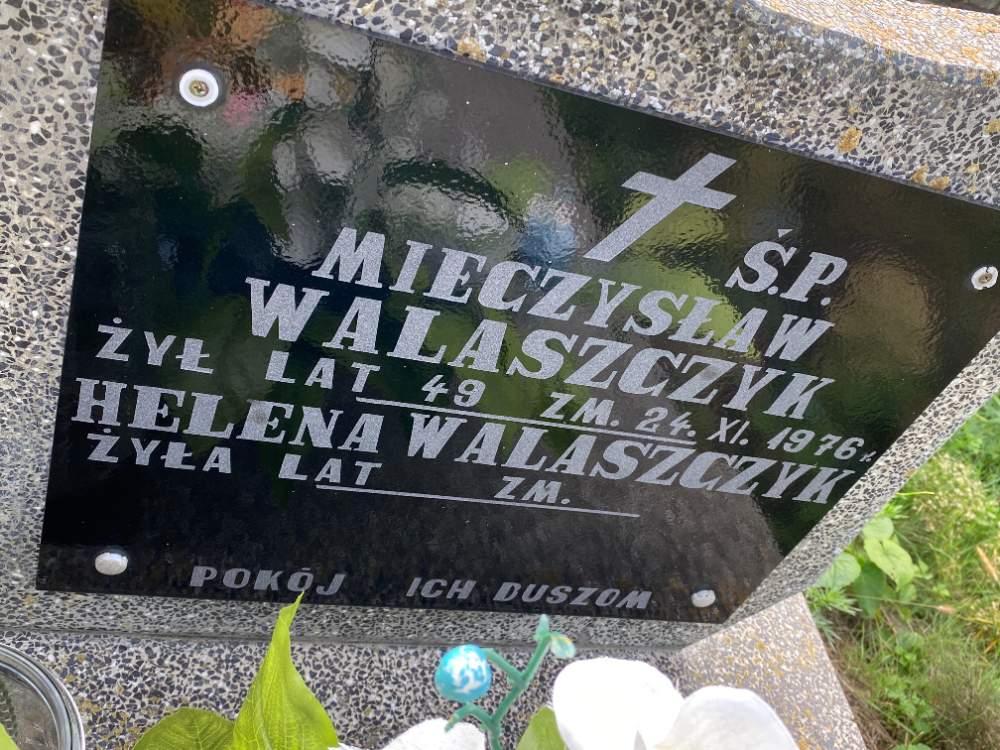 Ś.P.
MIECZYSŁAW
WALASZCZYK
ŻYŁ LAT 49 ZM. 24. XI. 1976 r.
HELENA WALASZCZYK
ŻYŁA LAT ZM.
POKÓJ ICH DUSZOM